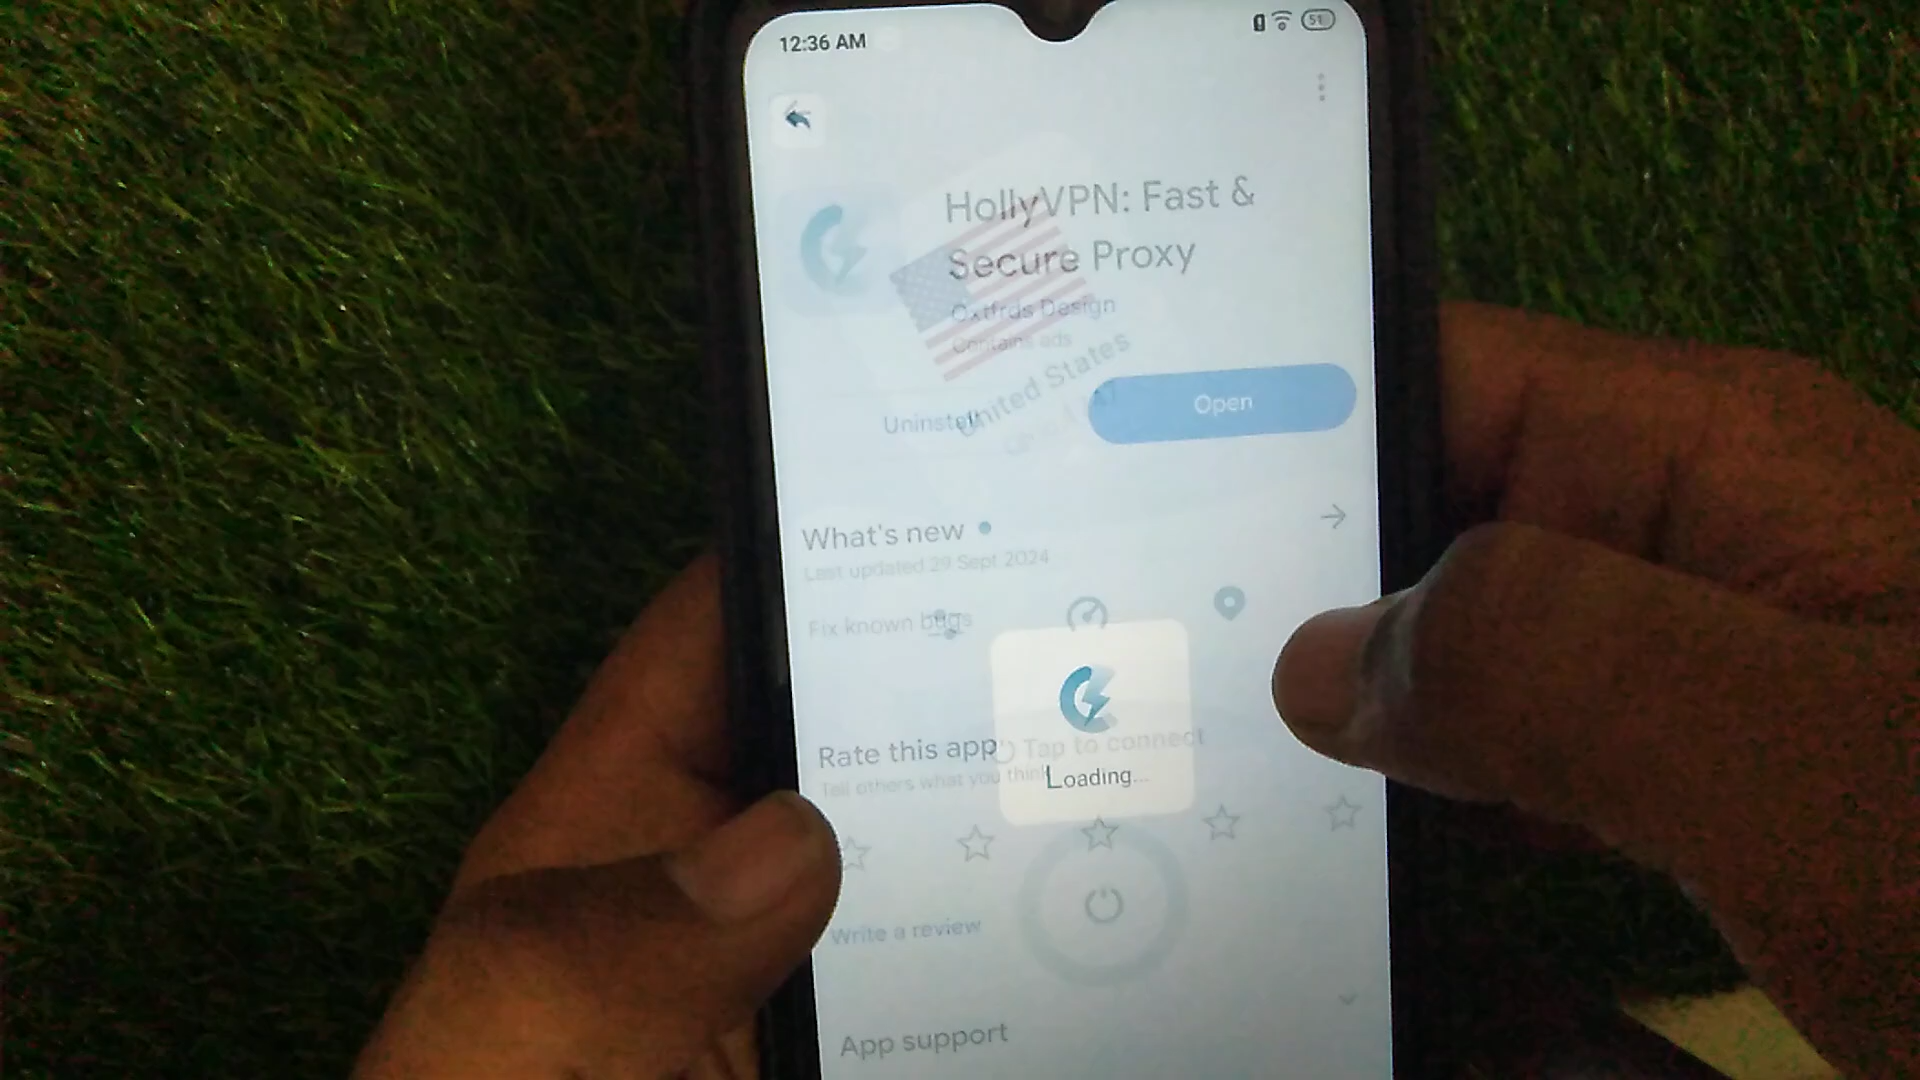 12:36 AM
51
HollyVPN: Fast &
Secure Proxy
Oxtfrds Design
Contains ads
United States
Uninstall
Open
What's new
Last updated 29 Sept 2024
Fix known bugs
Rate this app
Tap to connect
Tell others what you think
Loading...
Write a review
App support